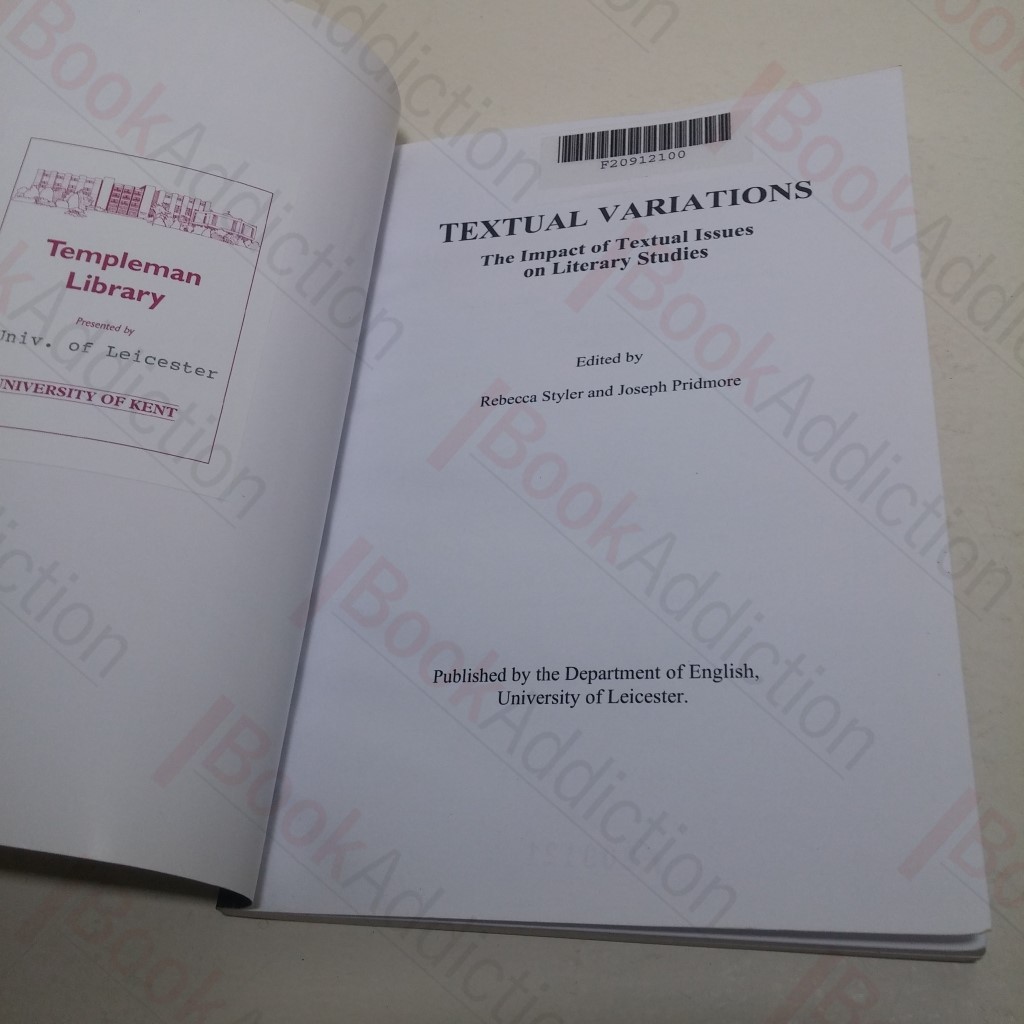 Templeman
Library
Presented by
Univ. of Leicester
UNIVERSITY OF KENT
F20912100
TEXTUAL VARIATIONS
The Impact of Textual Issues
on Literary Studies
Edited by
Rebecca Styler and Joseph Pridmore
Published by the Department of English,
University of Leicester.
BookAddiction